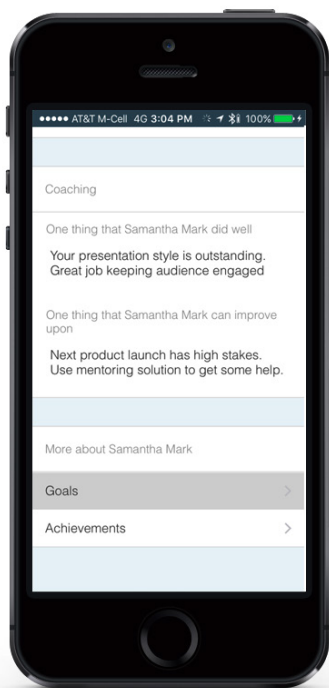 AT&T M-Cell 4G 3:04 PM 100%
Coaching
One thing that Samantha Mark did well
Your presentation style is outstanding.
Great job keeping audience engaged
One thing that Samantha Mark can improve
upon
Next product launch has high stakes.
Use mentoring solution to get some help.
More about Samantha Mark
Goals
Achievements